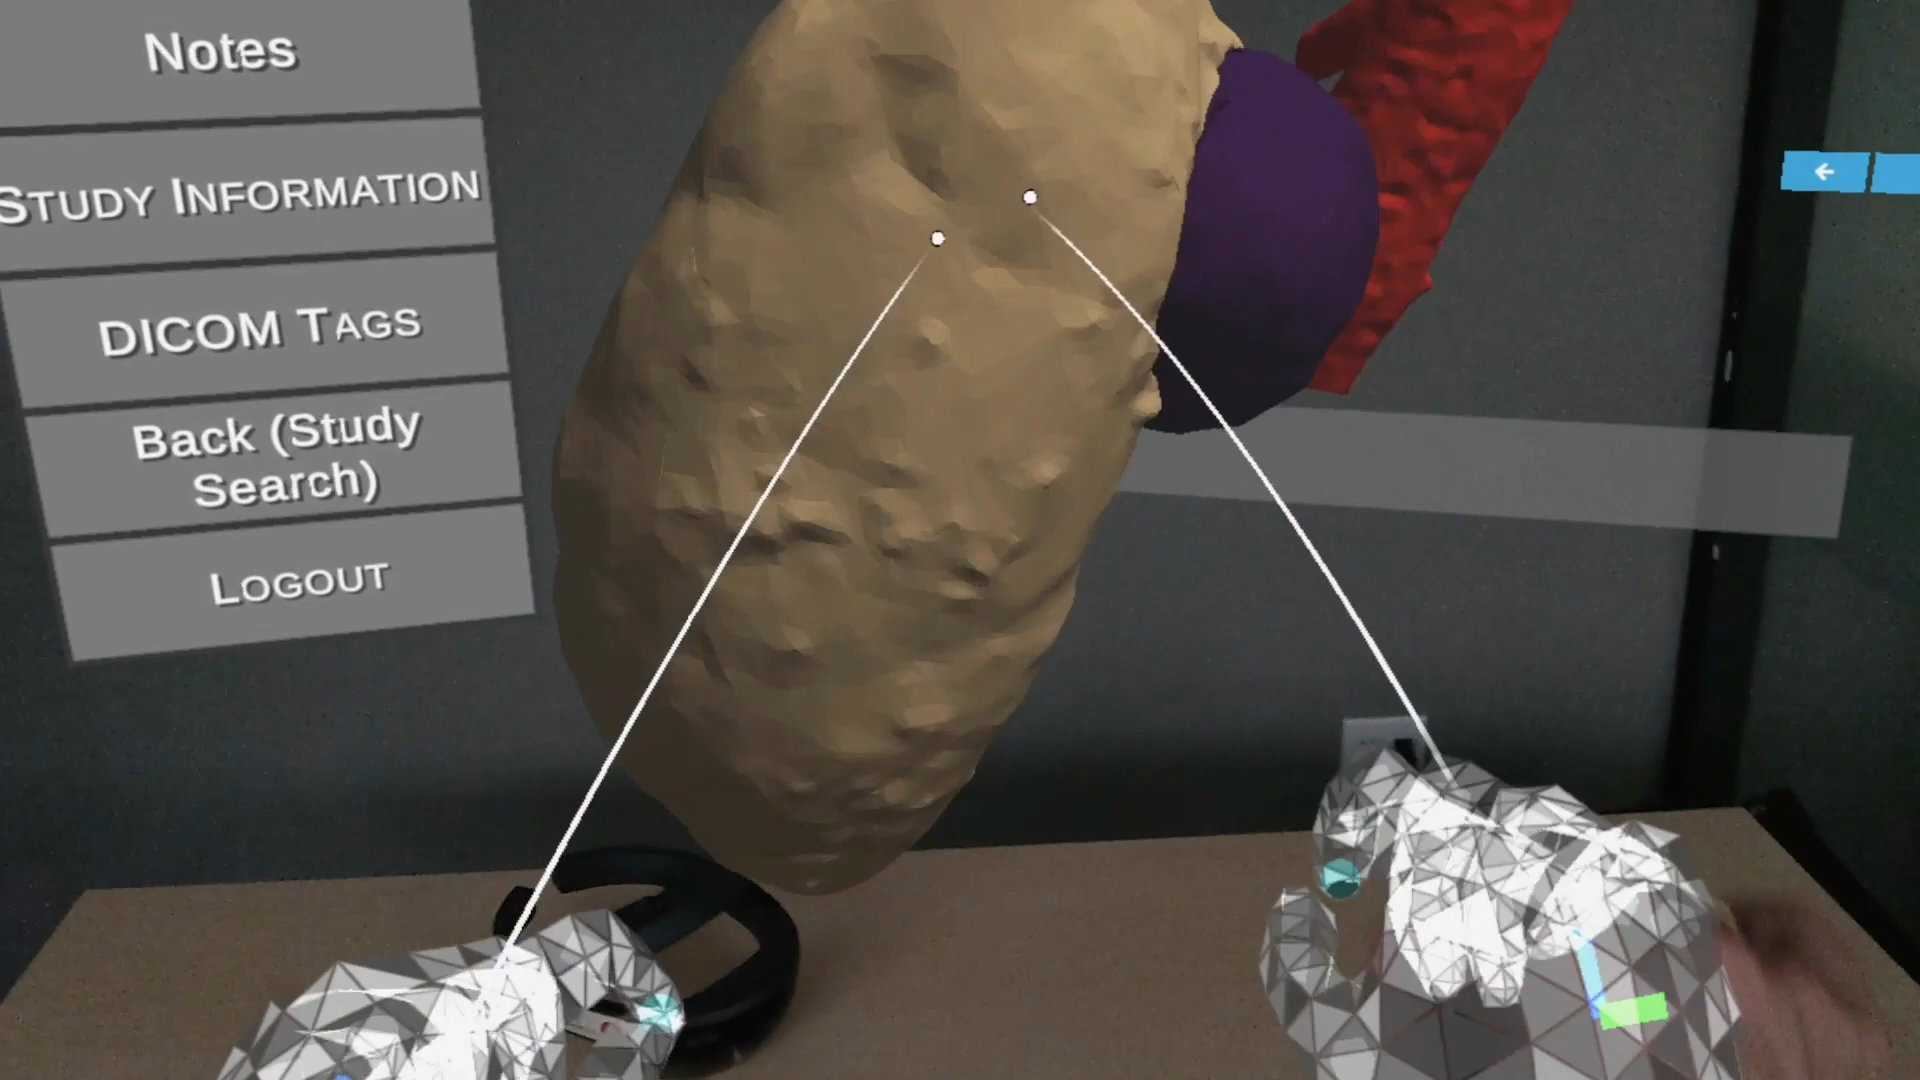 Notes
STUDY INFORMATION
DICOM TAGS
Back (Study
Search)
LOGOUT